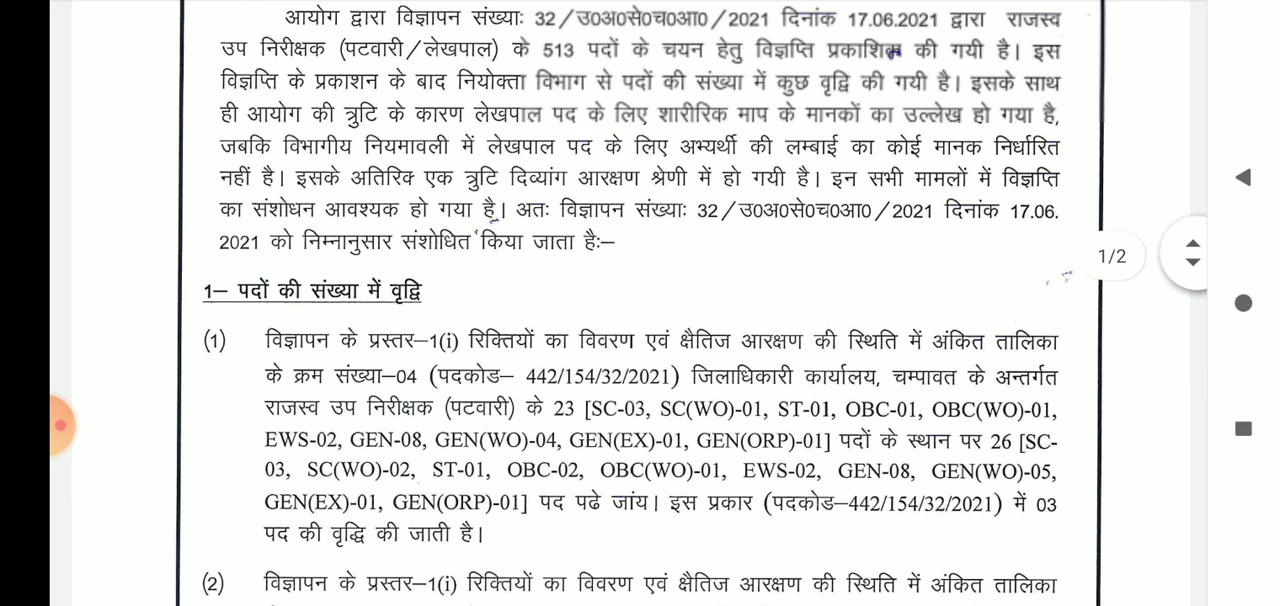 आयोग द्वारा विज्ञापन संख्याः 32/उ0अ0से0च0आ0/2021 दिनांक 17.06.2021 द्वारा राजस्व
उप निरीक्षक (पटवारी/लेखपाल) के 513 पदों के चयन हेतु विज्ञप्ति प्रकाशित की गयी है। इस
विज्ञप्ति के प्रकाशन के बाद नियोक्ता विभाग से पदों की संख्या में कुछ वृद्वि की गयी है। इसके साथ
ही आयोग की त्रुटि के कारण लेखपाल पद के लिए शारीरिक माप के मानकों का उल्लेख हो गया है,
जबकि विभागीय नियमावली में लेखपाल पद के लिए अभ्यर्थी की लम्बाई का कोई मानक निर्धारित
नहीं है। इसके अतिरिक्त एक त्रुटि दिव्यांग आरक्षण श्रेणी में हो गयी है। इन सभी मामलों में विज्ञप्ति
का संशोधन आवश्यक हो गया है। अतः विज्ञापन संख्याः 32/उ0अ0से0च0आ0/2021 दिनांक 17.06.
2021 को निम्नानुसार संशोधित किया जाता हैः–
1/2
1– पदों की संख्या में वृद्वि
(1) विज्ञापन के प्रस्तर–1(i) रिक्तियों का विवरण एवं क्षैतिज आरक्षण की स्थिति में अंकित तालिका
के क्रम संख्या–04 (पदकोड– 442/154/32/2021) जिलाधिकारी कार्यालय, चम्पावत के अन्तर्गत
राजस्व उप निरीक्षक (पटवारी) के 23 [SC-03, SC(WO)-01, ST-01, OBC-01, OBC(WO)-01,
EWS-02, GEN-08, GEN(WO)-04, GEN(EX)-01, GEN(ORP)-01] पदों के स्थान पर 26 [SC-
03, SC(WO)-02, ST-01, OBC-02, OBC(WO)-01, EWS-02, GEN-08, GEN(WO)-05,
GEN(EX)-01, GEN(ORP)-01] पद पढे जांय। इस प्रकार (पदकोड–442/154/32/2021) में 03
पद की वृद्धि की जाती है।
(2) विज्ञापन के प्रस्तर–1(i) रिक्तियों का विवरण एवं क्षैतिज आरक्षण की स्थिति में अंकित तालिका